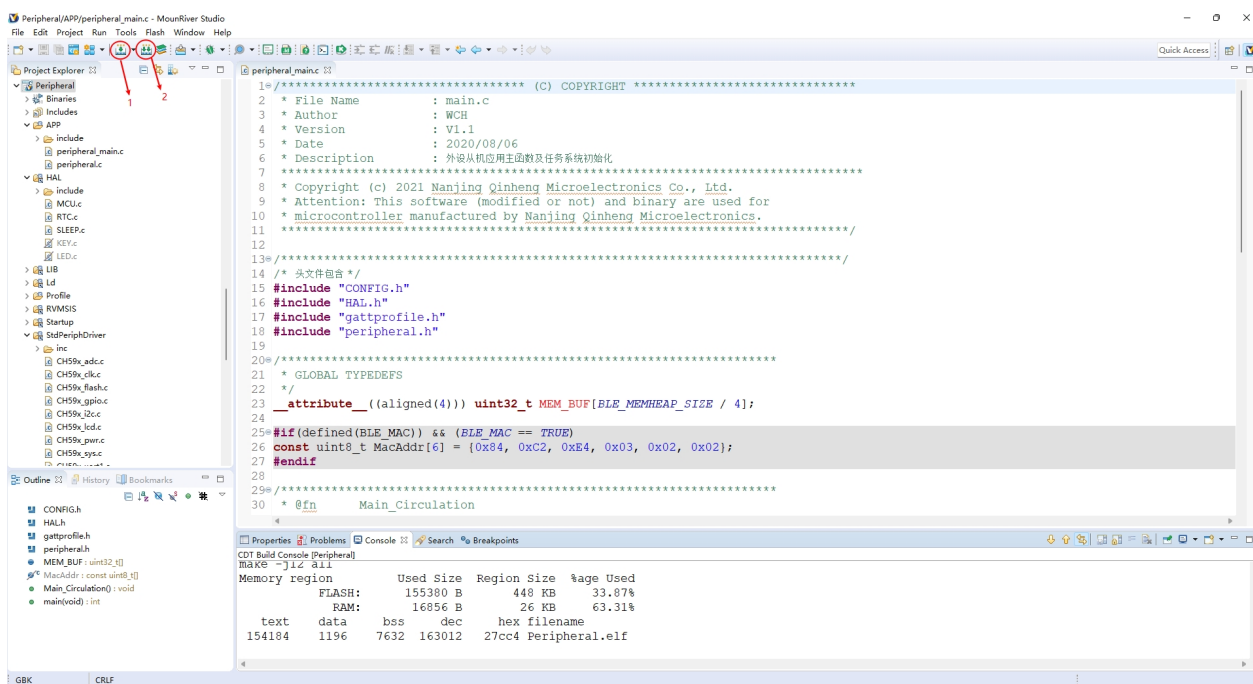 Peripheral/APP/peripheral_main.c - MounRiver Studio
File Edit Project Run Tools Flash Window Help
Quick Access
1
2
Project Explorer
Peripheral
Binaries
Includes
APP
include
peripheral_main.c
peripheral.c
HAL
include
MCU.c
RTC.c
SLEEP.c
KEY.c
LED.c
LIB
Ld
Profile
RVMSIS
Startup
StdPeriphDriver
inc
CH59x_adc.c
CH59x_clk.c
CH59x_flash.c
CH59x_gpio.c
CH59x_i2c.c
CH59x_lcd.c
CH59x_pwr.c
CH59x_sys.c
peripheral_main.c
1 /********************************** (C) COPYRIGHT *******************************
2 * File Name : main.c
3 * Author : WCH
4 * Version : V1.1
5 * Date : 2020/08/06
6 * Description : 外设从机应用主函数及任务系统初始化
7 *********************************************************************************
8 * Copyright (c) 2021 Nanjing Qinheng Microelectronics Co., Ltd.
9 * Attention: This software (modified or not) and binary are used for
10 * microcontroller manufactured by Nanjing Qinheng Microelectronics.
11 *******************************************************************************/
12
13 /******************************************************************************/
14 /* 头文件包含 */
15 #include "CONFIG.h"
16 #include "HAL.h"
17 #include "gattprofile.h"
18 #include "peripheral.h"
19
20 /*********************************************************************
21 * GLOBAL TYPEDEFS
22 */
23 __attribute__((aligned(4))) uint32_t MEM_BUF[BLE_MEMHEAP_SIZE / 4];
24
25 #if(defined(BLE_MAC)) && (BLE_MAC == TRUE)
26 const uint8_t MacAddr[6] = {0x84, 0xC2, 0xE4, 0x03, 0x02, 0x02};
27 #endif
28
29 /*********************************************************************
30 * @fn Main_Circulation
Outline History Bookmarks
CONFIG.h
HAL.h
gattprofile.h
peripheral.h
MEM_BUF : uint32_t[]
MacAddr : const uint8_t[]
Main_Circulation() : void
main(void) : int
Properties Problems Console Search Breakpoints
CDT Build Console [Peripheral]
make -j12 all
Memory region Used Size Region Size %age Used
FLASH: 155380 B 448 KB 33.87%
RAM: 16856 B 26 KB 63.31%
text data bss dec hex filename
154184 1196 7632 163012 27cc4 Peripheral.elf
GBK CRLF